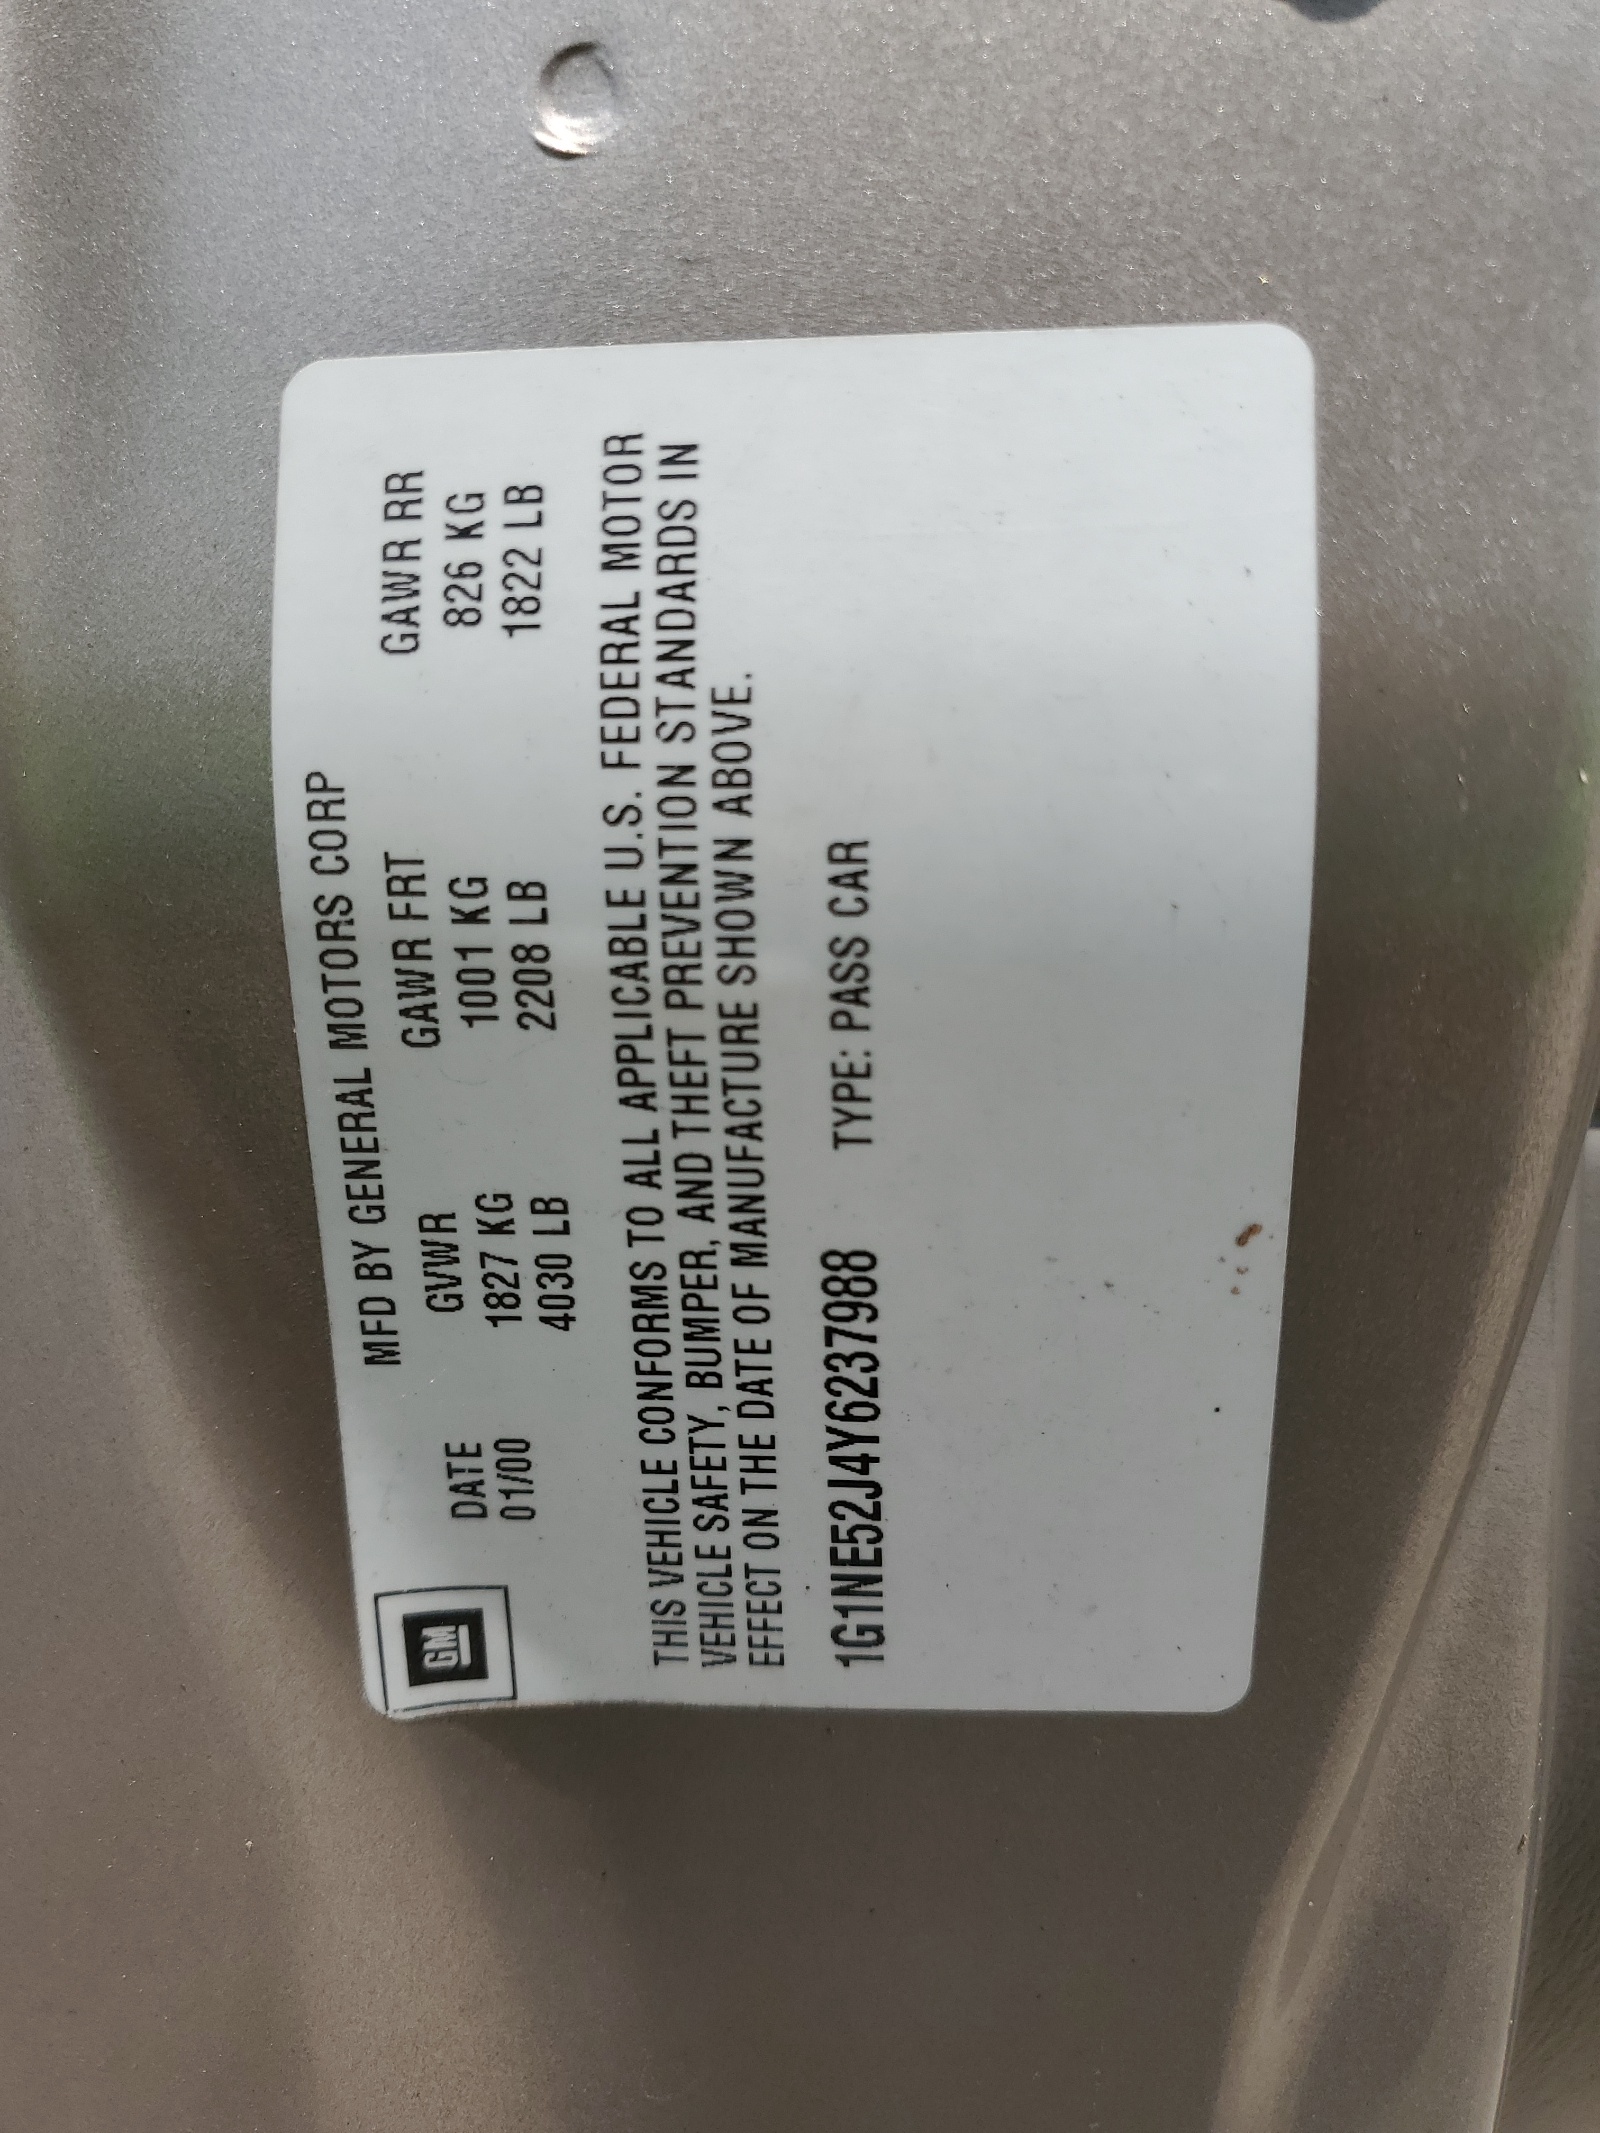 GM
MFD BY GENERAL MOTORS CORP
DATE GVWR GAWR FRT GAWR RR
01/00 1827 KG 1001 KG 826 KG
4030 LB 2208 LB 1822 LB
THIS VEHICLE CONFORMS TO ALL APPLICABLE U.S. FEDERAL MOTOR
VEHICLE SAFETY, BUMPER, AND THEFT PREVENTION STANDARDS IN
EFFECT ON THE DATE OF MANUFACTURE SHOWN ABOVE.
1G1NE52J4Y6237988 TYPE: PASS CAR